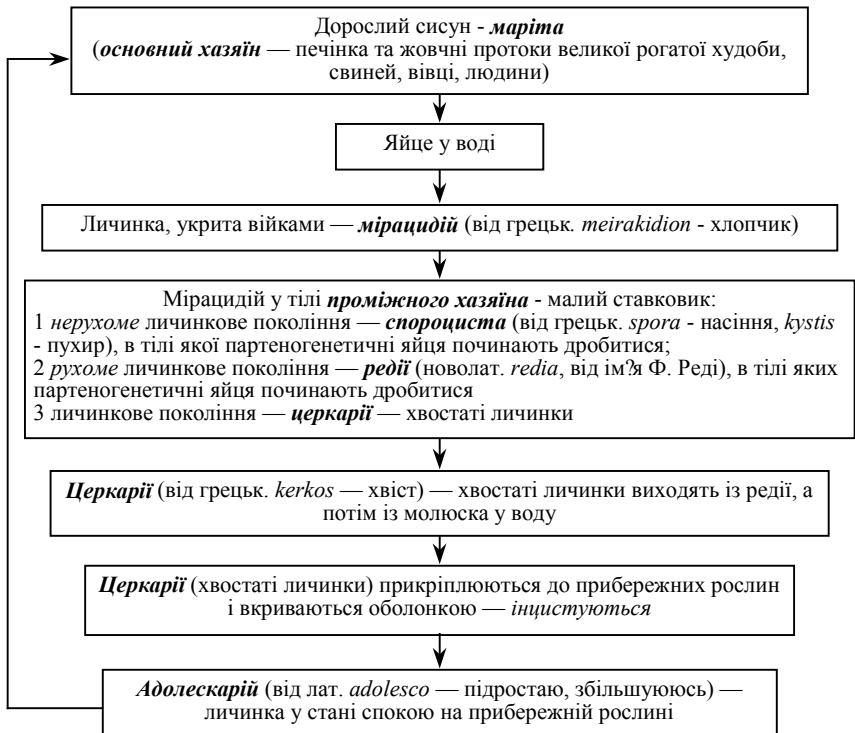 Дорослий сисун - маріта
(основний хазяїн — печінка та жовчні протоки великої рогатої худоби,
свиней, вівці, людини)
Яйце у воді
Личинка, укрита війками — мірацидій (від грецьк. meirakidion - хлопчик)
Мірацидій у тілі проміжного хазяїна - малий ставковик:
1 нерухоме личинкове покоління — спороциста (від грецьк. spora - насіння, kystis
- пухир), в тілі якої партеногенетичні яйця починають дробитися;
2 рухоме личинкове покоління — редії (новолат. redia, від ім?я Ф. Реді), в тілі яких
партеногенетичні яйця починають дробитися
3 личинкове покоління — церкарії — хвостаті личинки
Церкарії (від грецьк. kerkos — хвіст) — хвостаті личинки виходять із редії, а
потім із молюска у воду
Церкарії (хвостаті личинки) прикріплюються до прибережних рослин
і вкриваються оболонкою — інцистуються
Адолескарій (від лат. adolesco — підростаю, збільшуююсь) —
личинка у стані спокою на прибережній рослині